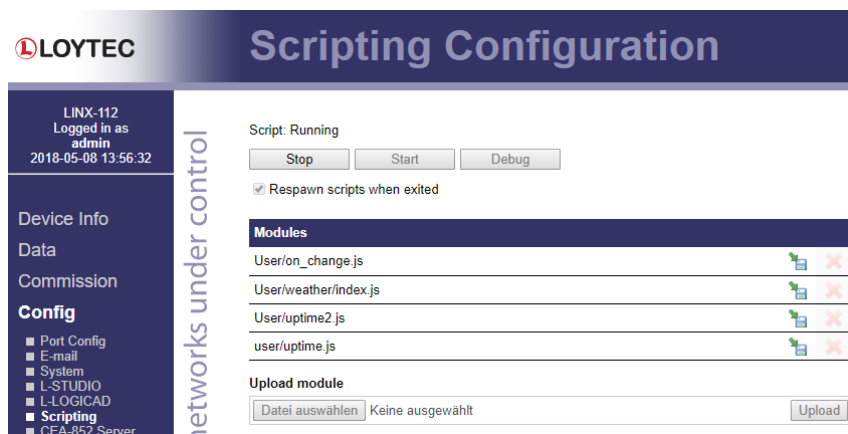 LOYTEC
Scripting Configuration
LINX-112
Logged in as
admin
2018-05-08 13:56:32
networks under control
Device Info
Data
Commission
Config
Port Config
E-mail
System
L-STUDIO
L-LOGICAD
Scripting
CEA-852 Server
Script: Running
Stop Start Debug
Respawn scripts when exited
Modules
User/on_change.js
User/weather/index.js
User/uptime2.js
user/uptime.js
Upload module
Datei auswählen Keine ausgewählt Upload